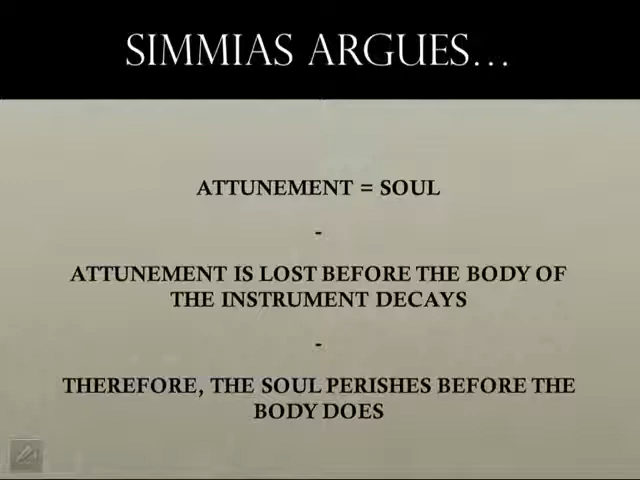 SIMMIAS ARGUES...
ATTUNEMENT = SOUL
-
ATTUNEMENT IS LOST BEFORE THE BODY OF
THE INSTRUMENT DECAYS
-
THEREFORE, THE SOUL PERISHES BEFORE THE
BODY DOES